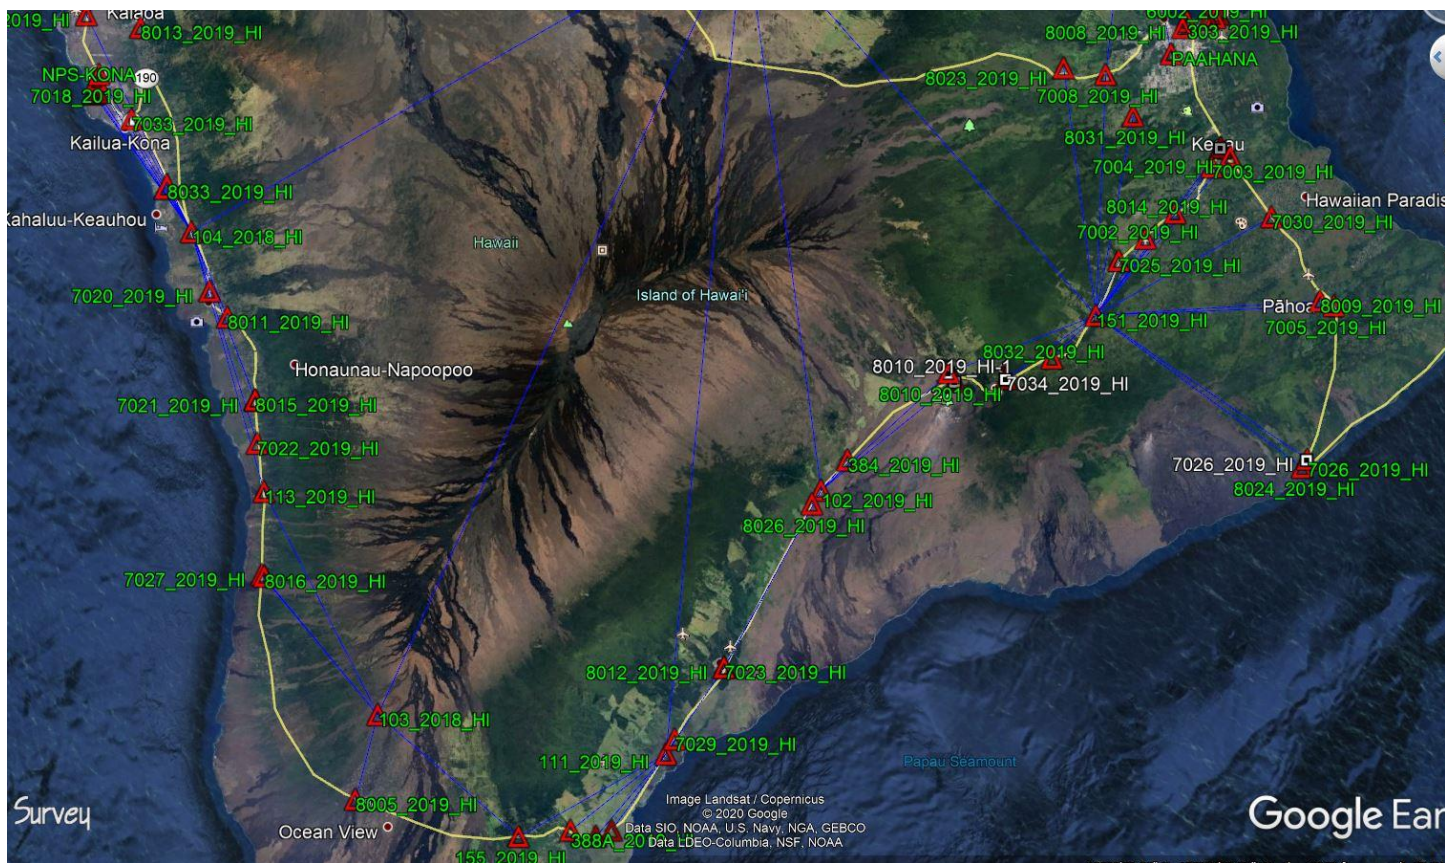 Kalaoa
2019_HI
8013_2019_HI
NPS-KONA
190
7018_2019_HI
7033_2019_HI
Kailua-Kona
8033_2019_HI
Kahaluu-Keauhou
104_2018_HI
7020_2019_HI
8011_2019_HI
Honaunau-Napoopoo
7021_2019_HI
8015_2019_HI
7022_2019_HI
113_2019_HI
7027_2019_HI
8016_2019_HI
103_2018_HI
8005_2019_HI
Ocean View
155_2019_HI
Survey
Hawaii
Island of Hawai'i
6002_2019_HI
8008_2019_HI
303_2019_HI
PAAHANA
8023_2019_HI
7008_2019_HI
8031_2019_HI
7004_2019_HI
7003_2019_HI
8014_2019_HI
Hawaiian Paradis
7002_2019_HI
7030_2019_HI
7025_2019_HI
151_2019_HI
Pāhoa
8009_2019_HI
7005_2019_HI
8032_2019_HI
8010_2019_HI-1
7034_2019_HI
8010_2019_HI
384_2019_HI
7026_2019_HI
7026_2019_HI
8024_2019_HI
102_2019_HI
8026_2019_HI
8012_2019_HI
7023_2019_HI
7029_2019_HI
111_2019_HI
Papau Seamount
Image Landsat / Copernicus
© 2020 Google
Data SIO, NOAA, U.S. Navy, NGA, GEBCO
Data LDEO-Columbia, NSF, NOAA
Google Ear